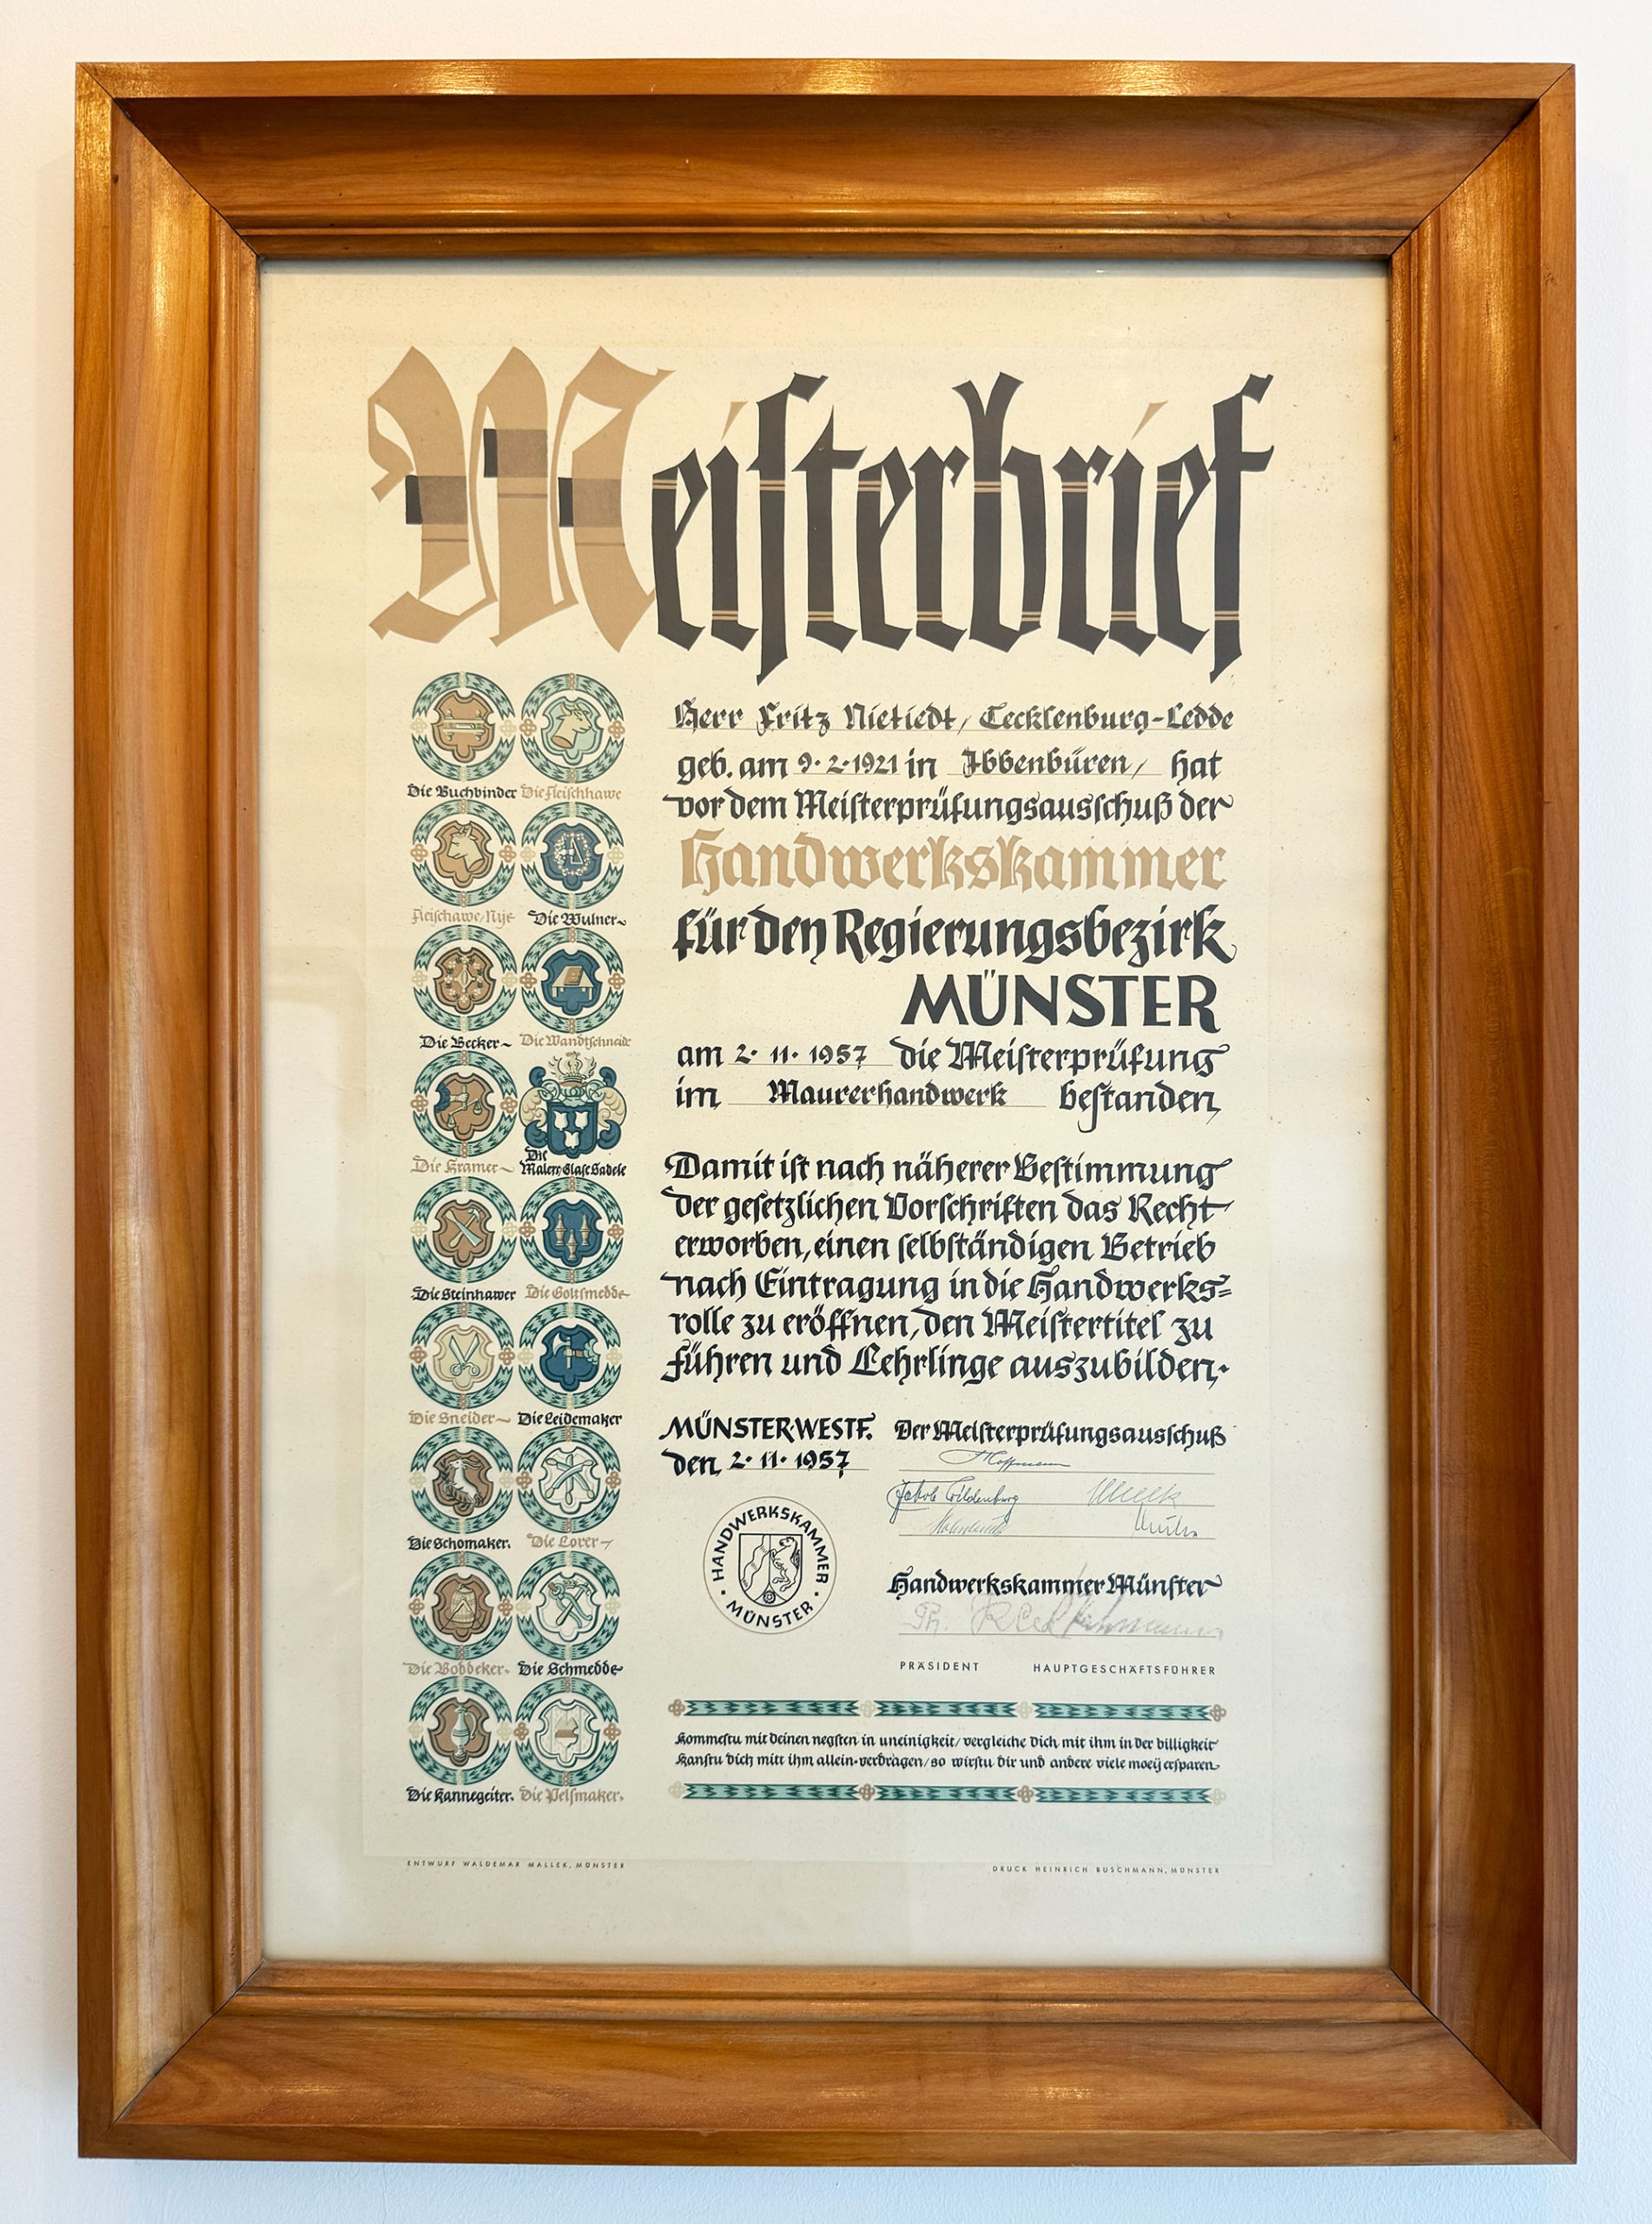 Meisterbrief
Herr Fritz Nietiedt, Tecklenburg-Ledde
geb. am 9.2.1921 in Ibbenbüren, hat
vor dem Meisterprüfungsausschuß der
Handwerkskammer
für den Regierungsbezirk
MÜNSTER
am 2.11.1957 die Meisterprüfung
im Maurerhandwerk bestanden,
Damit ist nach näherer Bestimmung
der gesetzlichen Vorschriften das Recht
erworben, einen selbständigen Betrieb
nach Eintragung in die Handwerks=
rolle zu eröffnen, den Meistertitel zu
führen und Lehrlinge auszubilden.
MÜNSTER-WESTF. Der Meisterprüfungsausschuß
den, 2.11.1957
Hoffmann
Jakob Wildenburg
HANDWERKSKAMMER
MÜNSTER
Handwerkskammer Münster
PRÄSIDENT HAUPTGESCHÄFTSFÜHRER
Kommestu mit deinen negsten in uneinigkeit/vergleiche dich mit ihm in der billigkeit
Kanstu dich mitt ihm allein verdragen/so wirstu dir und andere viele moeij ersparen.
Die Buchbinder Die Fleischhawe
Fleischawe/Nije Die Wulner
Die Becker Die Wandtschneide
Die Kramer Die Maler, Glase Sadele
Die Steinhawer Die Goltsmedde
Die Sneider Die Leidemaker
Die Schomaker. Die Lorer
Die Boddeker. Die Schmedde
Die Kannegeiter. Die Pelsmaker.
ENTWURF WALDEMAR MALLEK, MÜNSTER
DRUCK HEINRICH BUSCHMANN, MÜNSTER